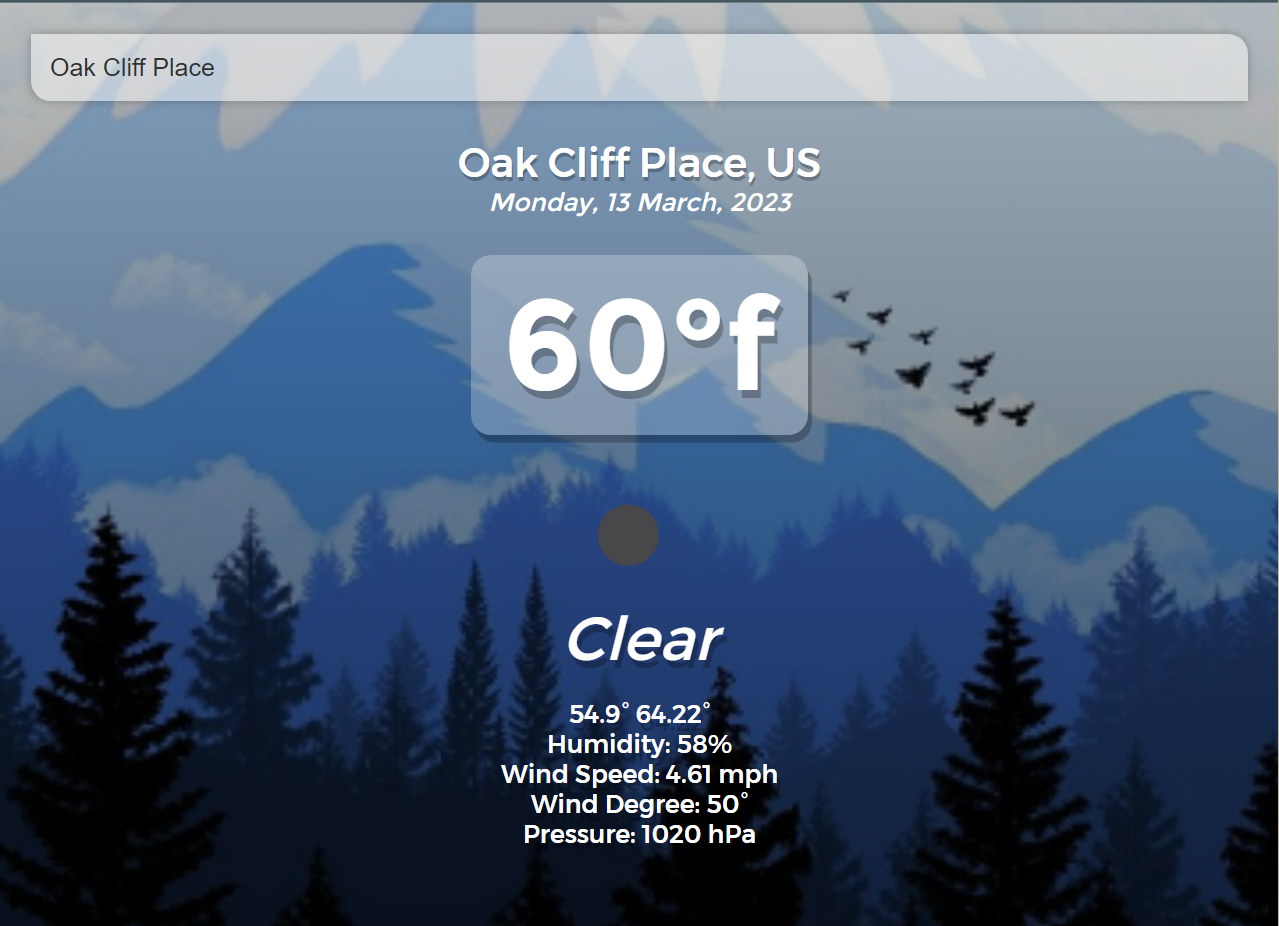 Oak Cliff Place
Oak Cliff Place, US
Monday, 13 March, 2023
60°f
Clear
54.9° 64.22°
Humidity: 58%
Wind Speed: 4.61 mph
Wind Degree: 50°
Pressure: 1020 hPa